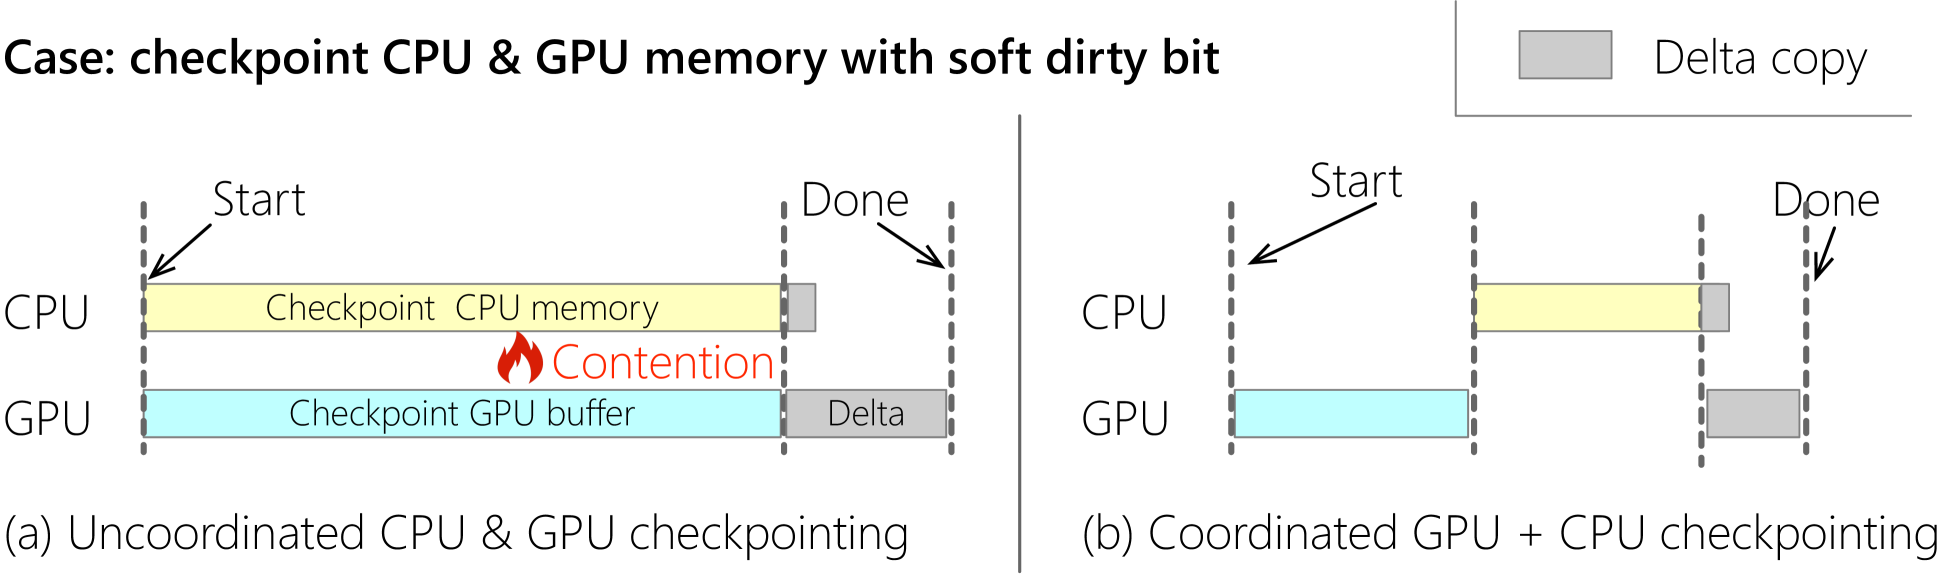 Case: checkpoint CPU & GPU memory with soft dirty bit
Delta copy
Start
Done
CPU
Checkpoint CPU memory
Contention
GPU
Checkpoint GPU buffer
Delta
(a) Uncoordinated CPU & GPU checkpointing
Start
Done
CPU
GPU
(b) Coordinated GPU + CPU checkpointing